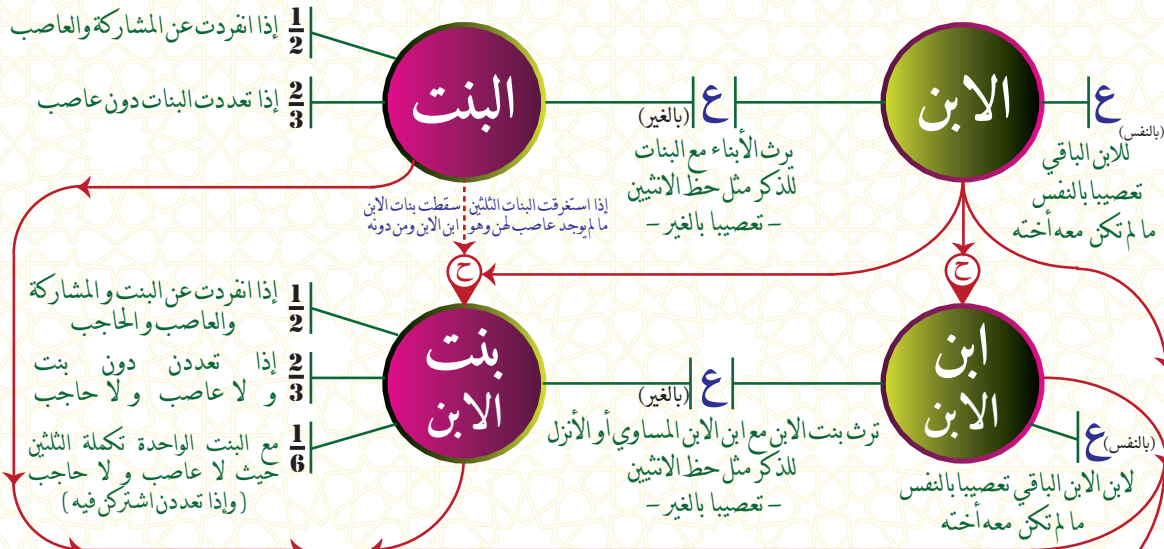 الابن
ع
(بالنفس)
للابن الباقي
تعصيبا بالنفس
ما لم تكن معه أخته
ع
(بالغير)
يرث الأبناء مع البنات
للذكر مثل حظ الانثيين
– تعصيبا بالغير –
البنت
1/2 إذا انفردت عن المشاركة والعاصب
2/3 إذا تعددت البنات دون عاصب
إذا استغرقت البنات الثلثين سقطت بنات الابن
ما لم يوجد عاصب لهن وهو ابن الابن ومن دونه
ح
ح
ابن
الابن
ع
(بالنفس)
لابن الابن الباقي تعصيبا بالنفس
ما لم تكن معه أخته
ع
(بالغير)
ترث بنت الابن مع ابن الابن المساوي أو الأنزل
للذكر مثل حظ الانثيين
– تعصيبا بالغير –
بنت
الابن
1/2 إذا انفردت عن البنت و المشاركة
والعاصب و الحاجب
2/3 إذا تعددن دون بنت
و لا عاصب و لا حاجب
1/6 مع البنت الواحدة تكملة الثلثين
حيث لا عاصب و لا حاجب
(وإذا تعددن اشتركن فيه)